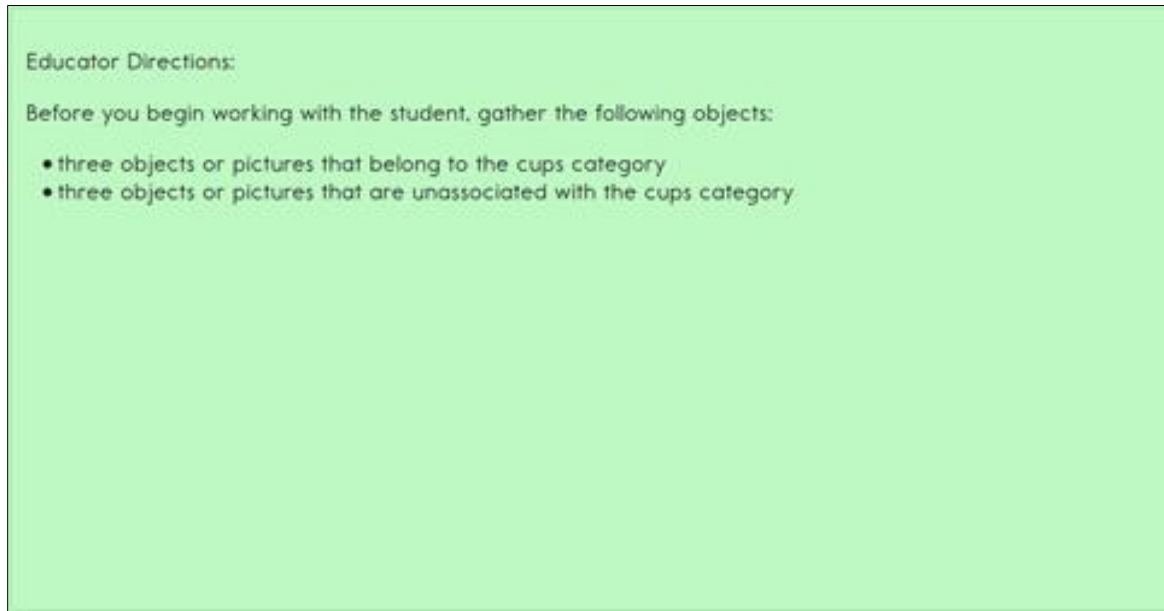 Educator Directions:
Before you begin working with the student, gather the following objects:
• three objects or pictures that belong to the cups category
• three objects or pictures that are unassociated with the cups category